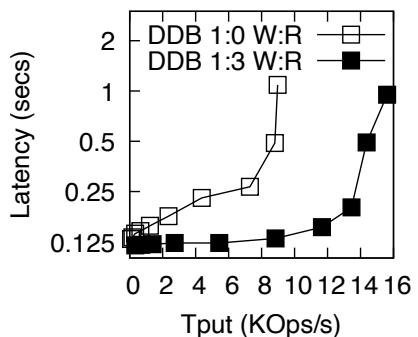 DDB 1:0 W:R
DDB 1:3 W:R
Latency (secs)
2
1
0.5
0.25
0.125
0 2 4 6 8 10 12 14 16
Tput (KOps/s)